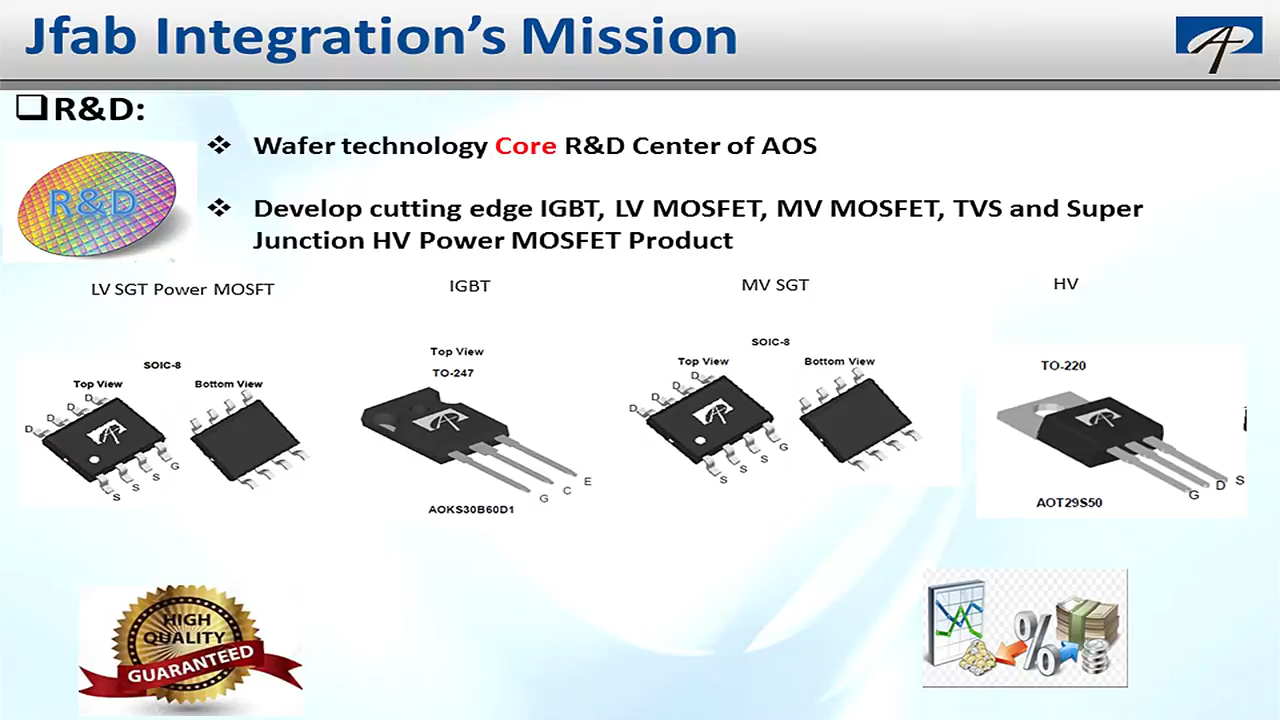 Jfab Integration's Mission
R&D:
Wafer technology Core R&D Center of AOS
R&D
Develop cutting edge IGBT, LV MOSFET, MV MOSFET, TVS and Super
Junction HV Power MOSFET Product
LV SGT Power MOSFT
IGBT
MV SGT
HV
SOIC-8
Top View
Bottom View
D
D
D
D
G
S
S
S
S
Top View
TO-247
G
C
E
AOKS30B60D1
SOIC-8
Top View
Bottom View
D
D
D
D
G
S
S
S
TO-220
G
D
S
AOT29S50
HIGH
QUALITY
GUARANTEED
%